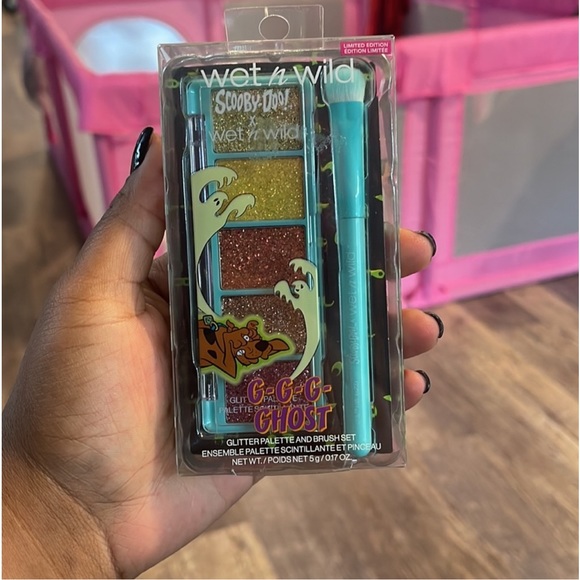 LIMITED EDITION
EDITION LIMITÉE
wet n wild
SCOOBY-DOO!
x
wet n wild
G-G-G-
GHOST
GLITTER PALETTE AND BRUSH SET
ENSEMBLE PALETTE SCINTILLANTE ET PINCEAU
NET WT./POIDS NET 5 g/0.17 OZ.